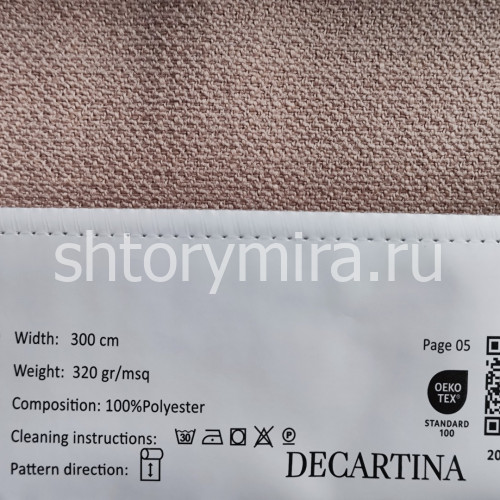 shtorymira.ru
Width: 300 cm
Page 05
Weight: 320 gr/msq
OEKO
TEX®
Composition: 100%Polyester
STANDARD
100
Cleaning instructions:
30
P
20
Pattern direction:
DECARTINA